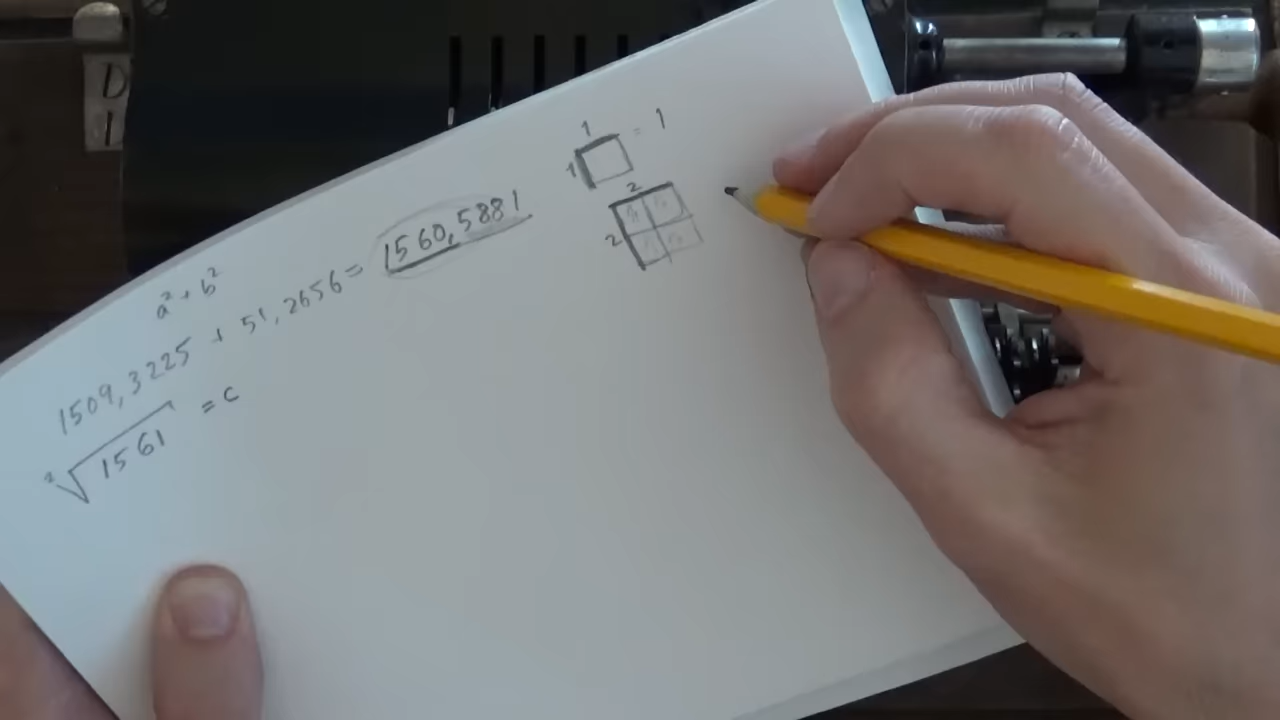 D
1
a² + b²
1509,3225 + 51,2656 = 1560,5881
²√1561 = c
1
1 = 1
2
2